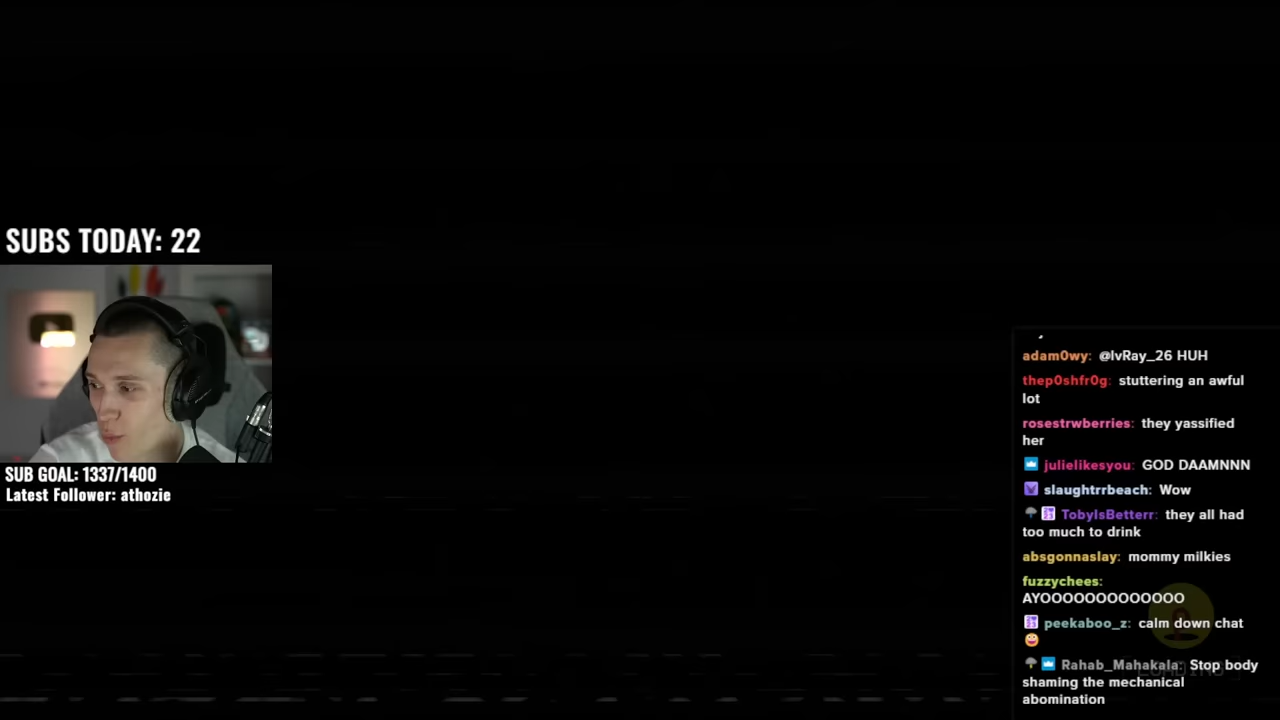 SUBS TODAY: 22
SUB GOAL: 1337/1400
Latest Follower: athozie
adam0wy: @IvRay_26 HUH
thep0shfr0g: stuttering an awful
lot
rosestrwberries: they yassified
her
julielikesyou: GOD DAAMNNN
slaughtrrbeach: Wow
TobyIsBetterr: they all had
too much to drink
absgonnaslay: mommy milkies
fuzzychees:
AYOOOOOOOOOOOOO
peekaboo_z: calm down chat
Rahab_Mahakala: Stop body
shaming the mechanical
abomination
LOADING